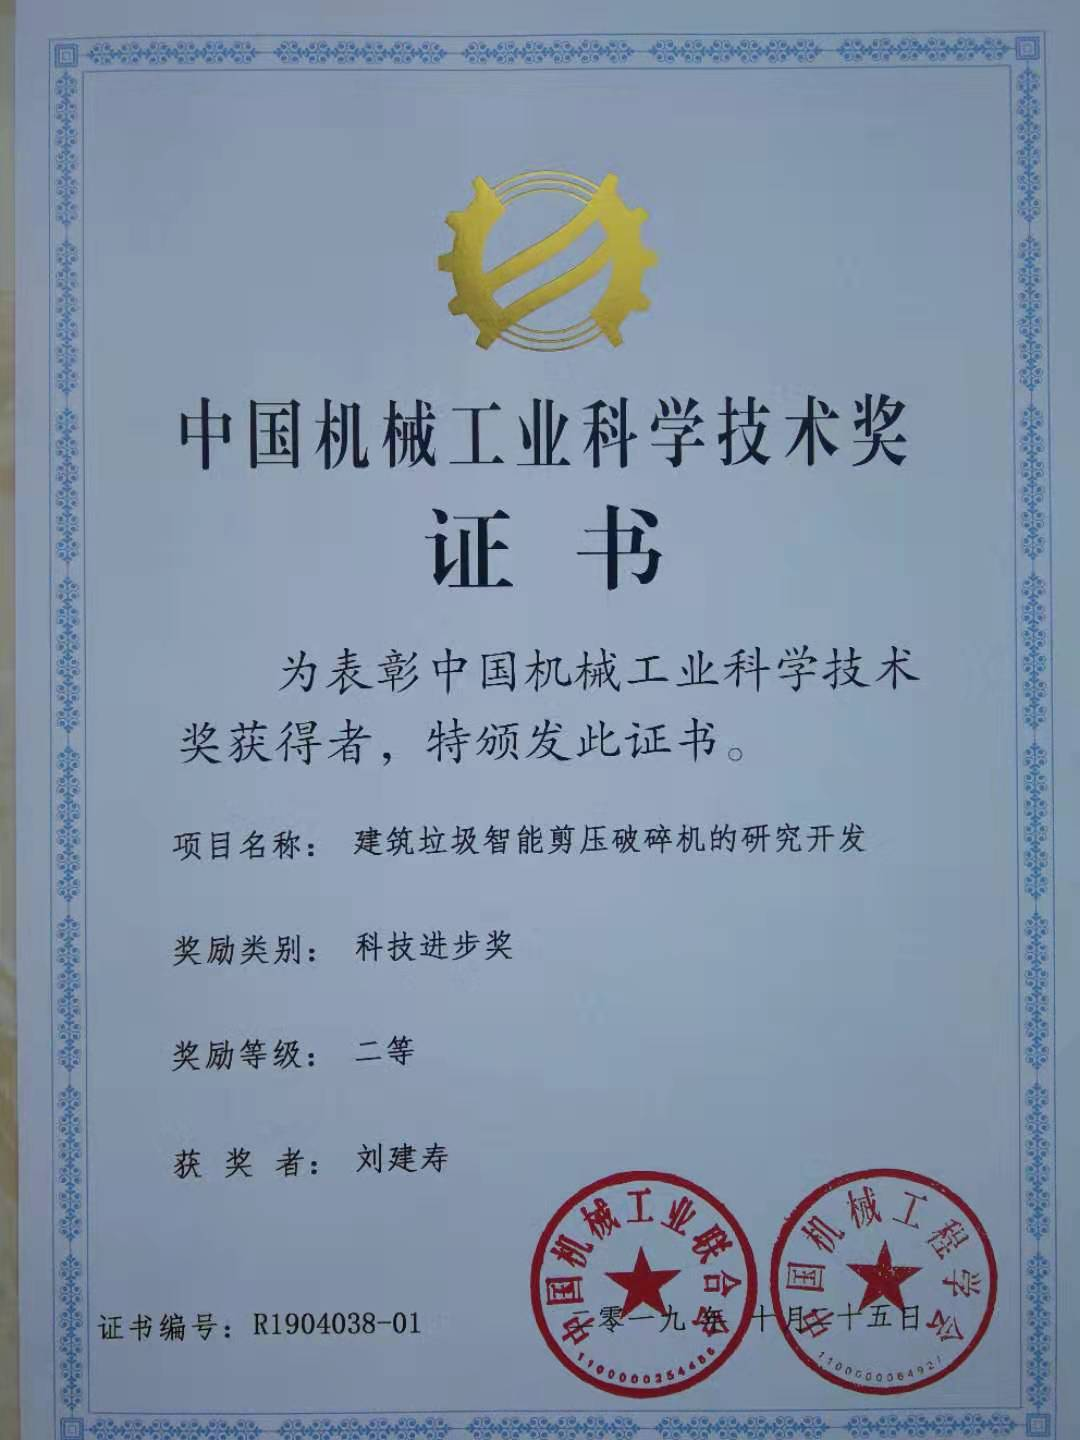 中国机械工业科学技术奖
证 书
为表彰中国机械工业科学技术
奖获得者，特颁发此证书。
项目名称： 建筑垃圾智能剪压破碎机的研究开发
奖励类别： 科技进步奖
奖励等级： 二等
获 奖 者： 刘建寿
中国机械工业联合会
1100000254486
中国机械工程学会
证书编号：R1904038-01
二零一九 年 十月二十五日